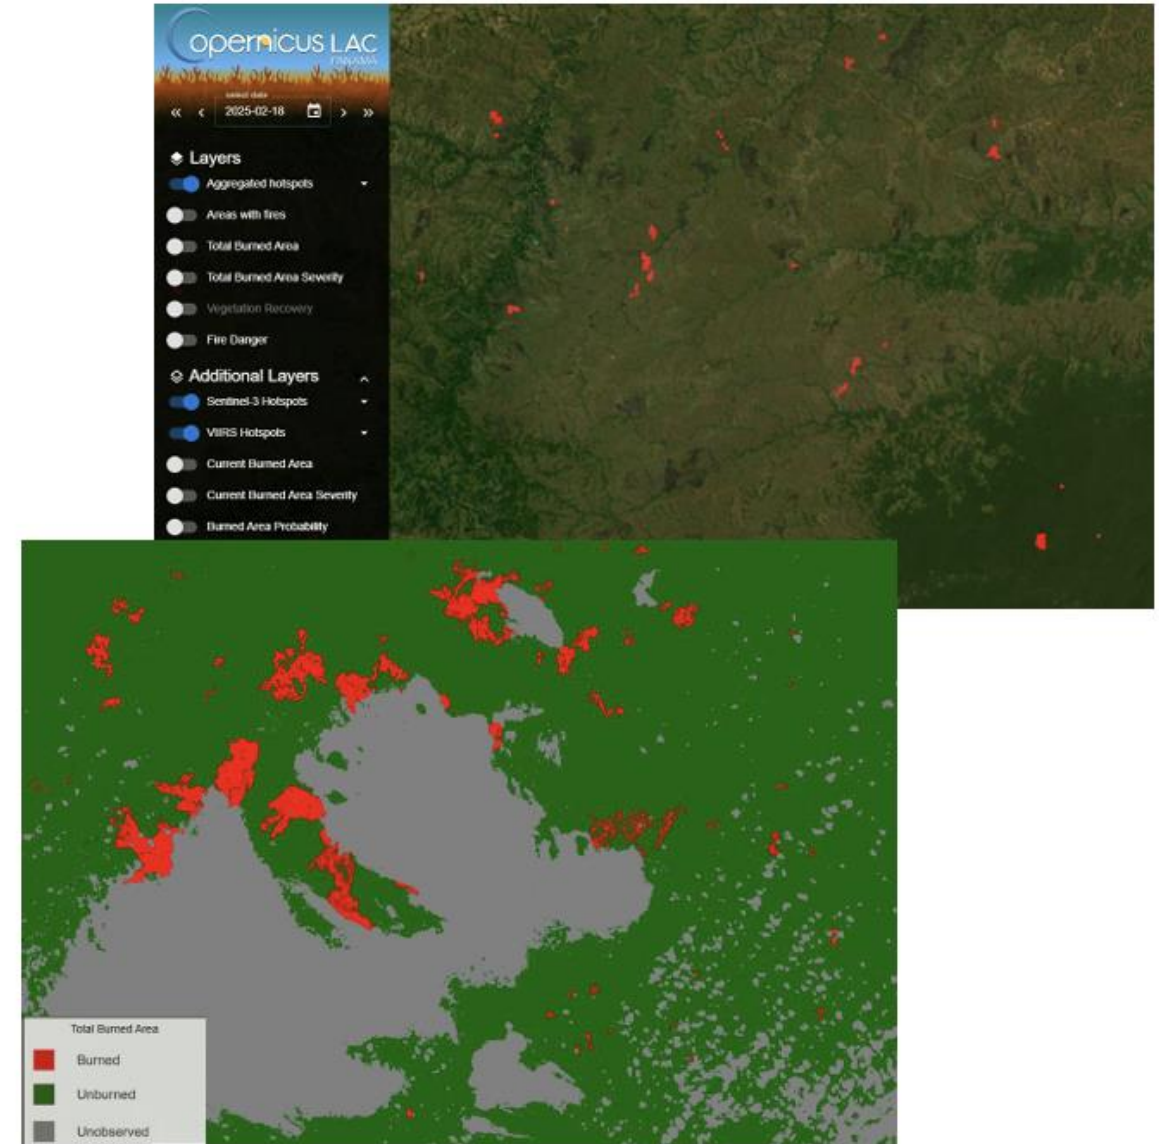 opernicus LAC
PANAMÁ
select date
2025-02-18
Layers
Aggregated hotspots
Areas with fires
Total Burned Area
Total Burned Area Severity
Vegetation Recovery
Fire Danger
Additional Layers
Sentinel-3 Hotspots
VIIRS Hotspots
Current Burned Area
Current Burned Area Severity
Burned Area Probability
Total Burned Area
Burned
Unburned
Unobserved